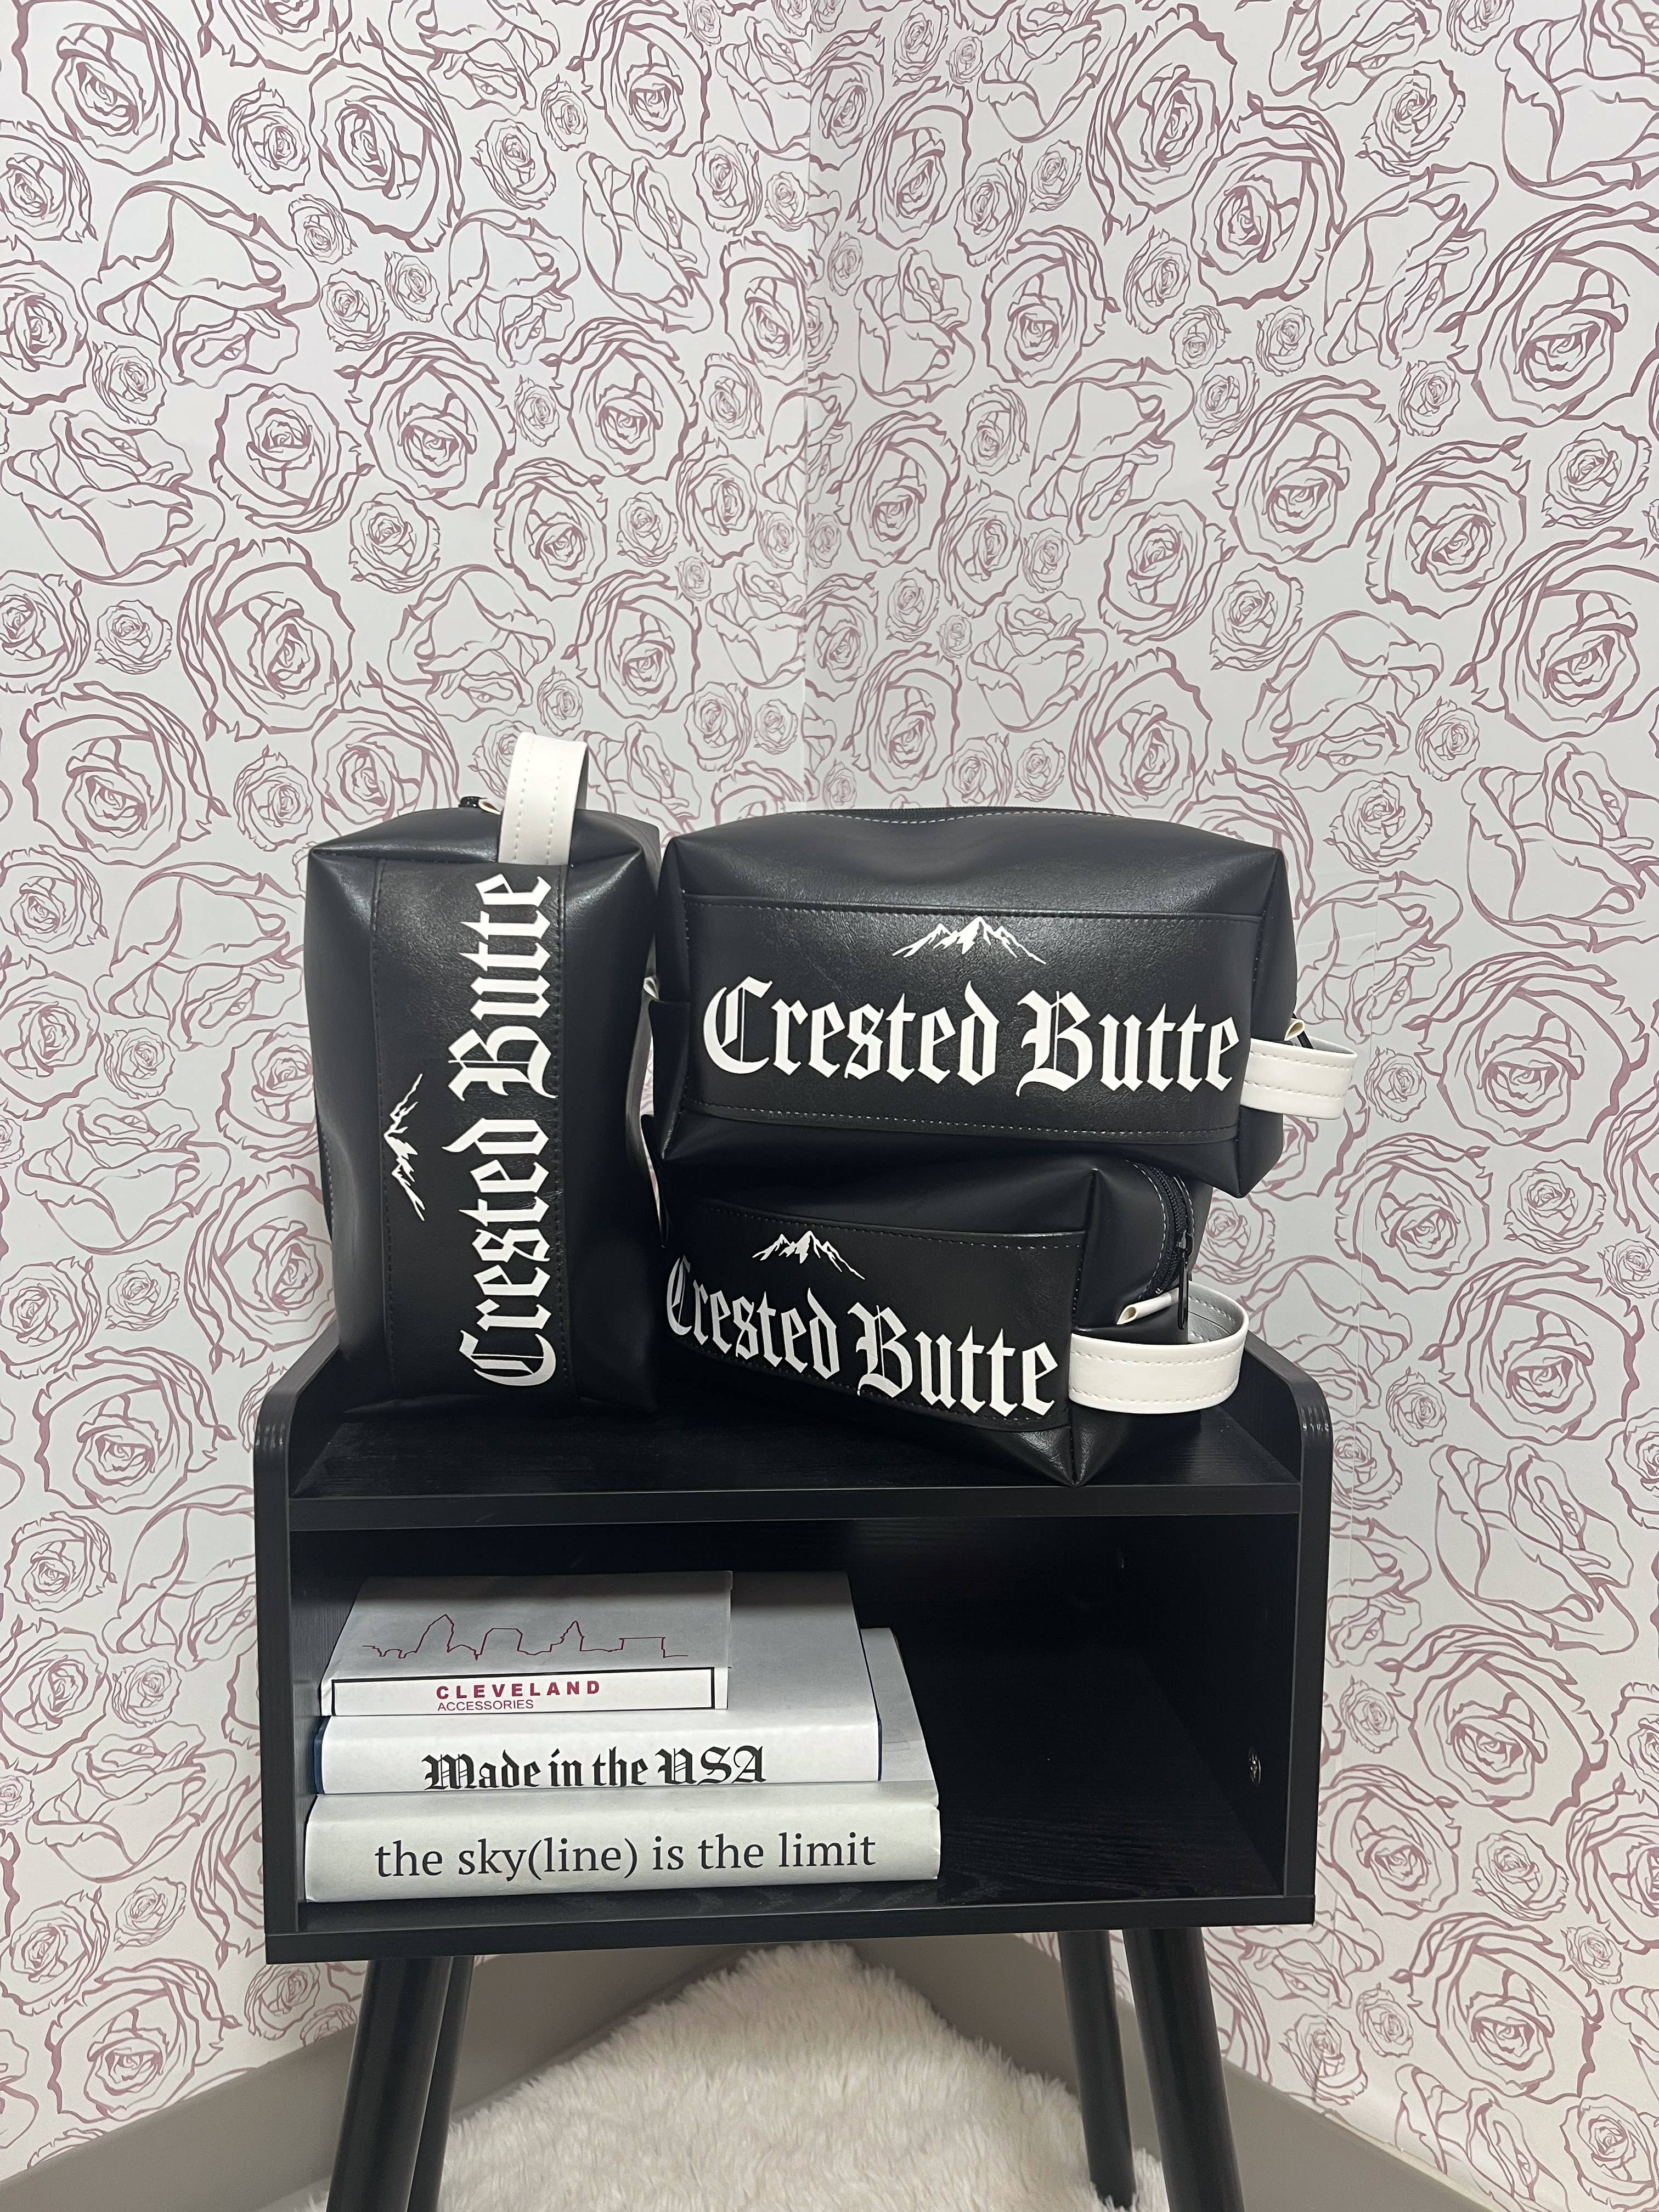 Crested Butte
Crested Butte
Crested Butte
CLEVELAND
ACCESSORIES
Made in the USA
the sky(line) is the limit